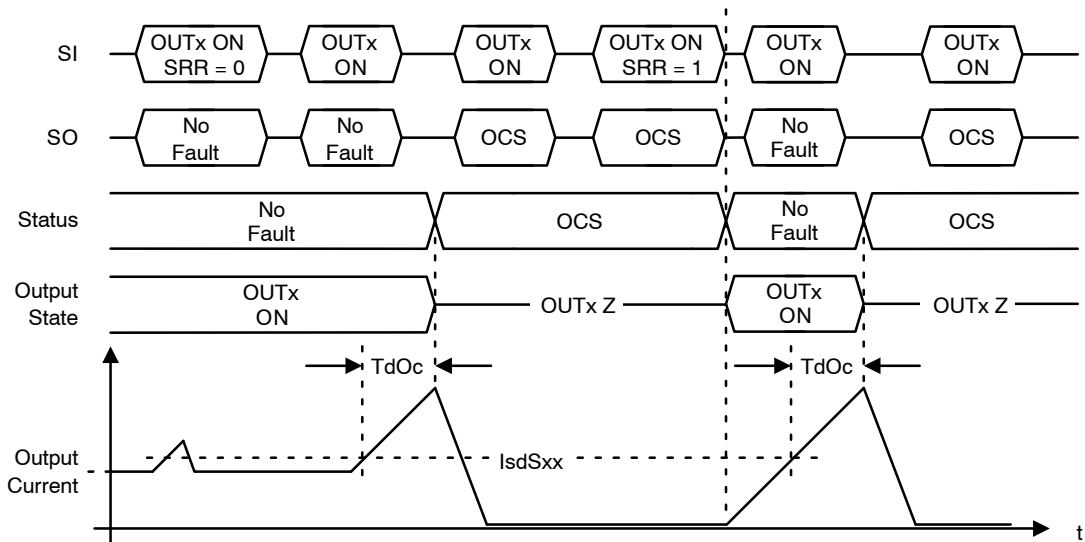 SI
OUTx ON
SRR = 0
OUTx
ON
OUTx
ON
OUTx ON
SRR = 1
OUTx
ON
OUTx
ON
SO
No
Fault
No
Fault
OCS
OCS
No
Fault
OCS
Status
No
Fault
OCS
No
Fault
OCS
Output
State
OUTx
ON
OUTx Z
OUTx
ON
OUTx Z
TdOc
TdOc
Output
Current
IsdSxx
t